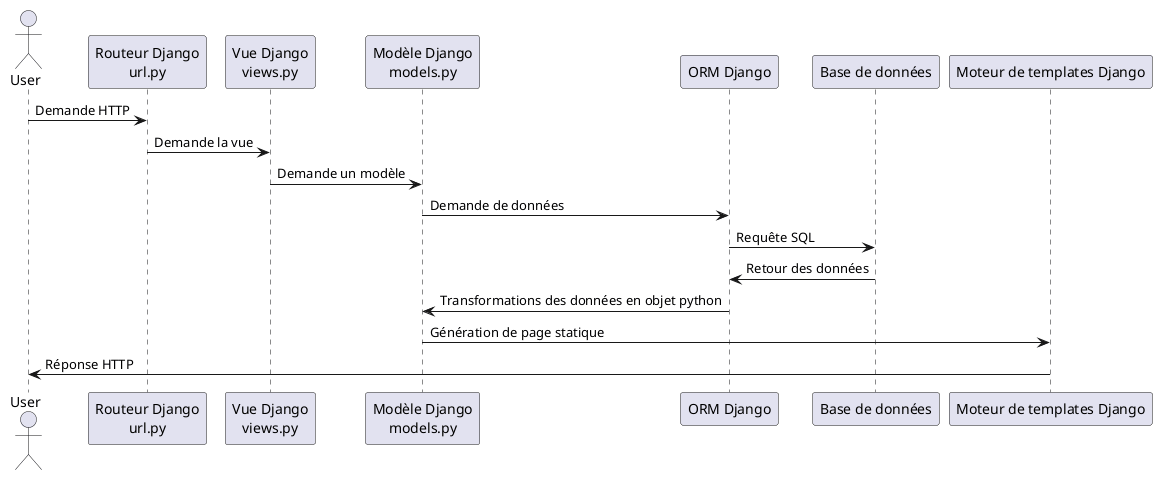 User
Routeur Django
url.py
Vue Django
views.py
Modèle Django
models.py
ORM Django
Base de données
Moteur de templates Django
Demande HTTP
Demande la vue
Demande un modèle
Demande de données
Requête SQL
Retour des données
Transformations des données en objet python
Génération de page statique
Réponse HTTP
User
Routeur Django
url.py
Vue Django
views.py
Modèle Django
models.py
ORM Django
Base de données
Moteur de templates Django